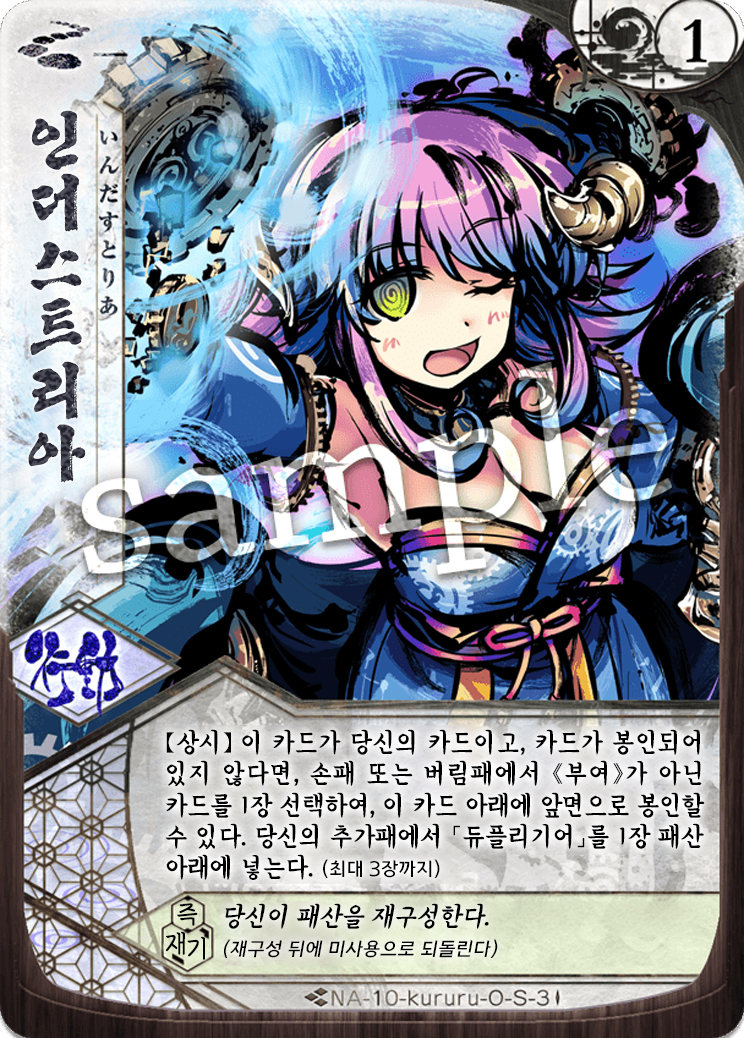 1
인더스트리아
いんだすとりあ
sample
行動
【상시】이 카드가 당신의 카드이고, 카드가 봉인되어
있지 않다면, 손패 또는 버림패에서 《부여》가 아닌
카드를 1장 선택하여, 이 카드 아래에 앞면으로 봉인할
수 있다. 당신의 추가패에서 「듀플리기어」를 1장 패산
아래에 넣는다. (최대 3장까지)
즉
재기
당신이 패산을 재구성한다.
(재구성 뒤에 미사용으로 되돌린다)
NA-10-kururu-O-S-3